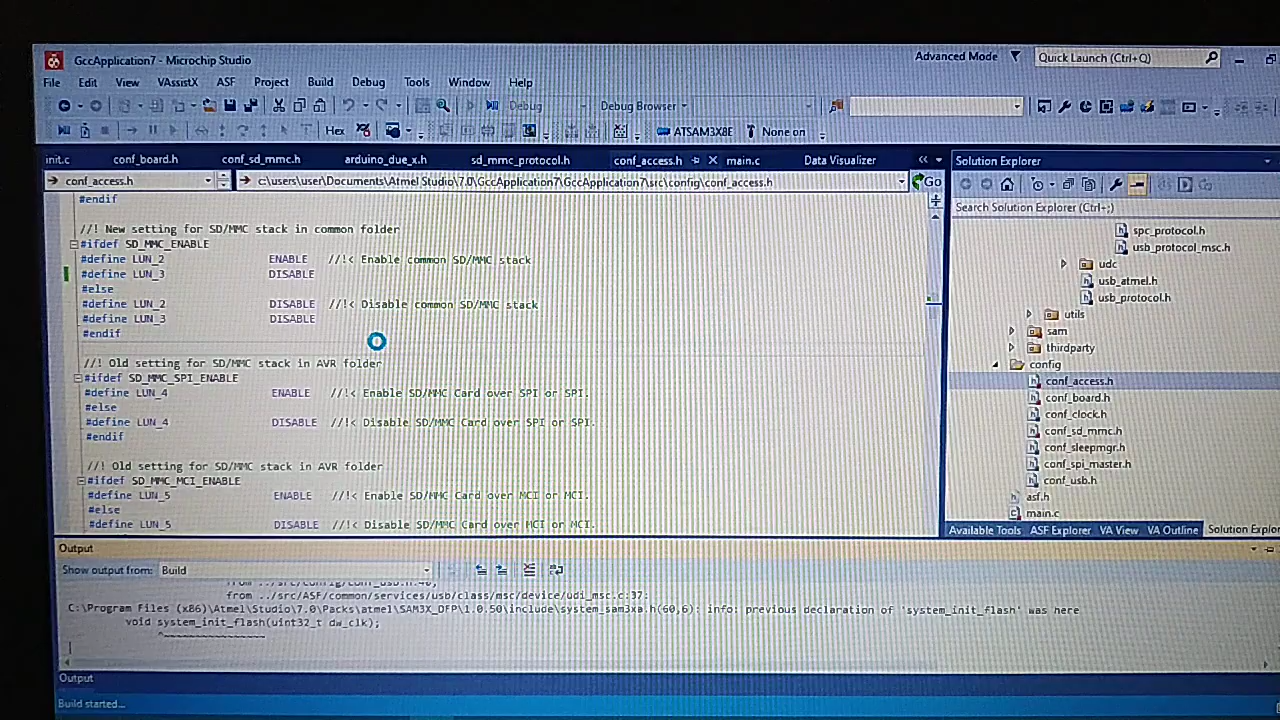 GccApplication7 - Microchip Studio
Advanced Mode
Quick Launch (Ctrl+Q)
File Edit View VAssistX ASF Project Build Debug Tools Window Help
Debug
Debug Browser
Hex
ATSAM3X8E
None on
init.c conf_board.h conf_sd_mmc.h arduino_due_x.h sd_mmc_protocol.h conf_access.h main.c Data Visualizer
conf_access.h
c:\users\user\Documents\Atmel Studio\7.0\GccApplication7\GccApplication7\src\config\conf_access.h
Go
#endif
//! New setting for SD/MMC stack in common folder
#ifdef SD_MMC_ENABLE
#define LUN_2 ENABLE //!< Enable common SD/MMC stack
#define LUN_3 DISABLE
#else
#define LUN_2 DISABLE //!< Disable common SD/MMC stack
#define LUN_3 DISABLE
#endif
//! Old setting for SD/MMC stack in AVR folder
#ifdef SD_MMC_SPI_ENABLE
#define LUN_4 ENABLE //!< Enable SD/MMC Card over SPI or SPI.
#else
#define LUN_4 DISABLE //!< Disable SD/MMC Card over SPI or SPI.
#endif
//! Old setting for SD/MMC stack in AVR folder
#ifdef SD_MMC_MCI_ENABLE
#define LUN_5 ENABLE //!< Enable SD/MMC Card over MCI or MCI.
#else
#define LUN_5 DISABLE //!< Disable SD/MMC Card over MCI or MCI.
Solution Explorer
Search Solution Explorer (Ctrl+;)
spc_protocol.h
usb_protocol_msc.h
udc
usb_atmel.h
usb_protocol.h
utils
sam
thirdparty
config
conf_access.h
conf_board.h
conf_clock.h
conf_sd_mmc.h
conf_sleepmgr.h
conf_spi_master.h
conf_usb.h
asf.h
main.c
Available Tools ASF Explorer VA View VA Outline Solution Explor
Output
Show output from: Build
from ../src/config/conf_usb.h:46,
from ../src/ASF/common/services/usb/class/msc/device/udi_msc.c:37:
C:\Program Files (x86)\Atmel\Studio\7.0\Packs\atmel\SAM3X_DFP\1.0.50\include\system_sam3xa.h(60,6): info: previous declaration of 'system_init_flash' was here
void system_init_flash(uint32_t dw_clk);
^~~~~~~~~~~~~~~~~
Output
Build started...